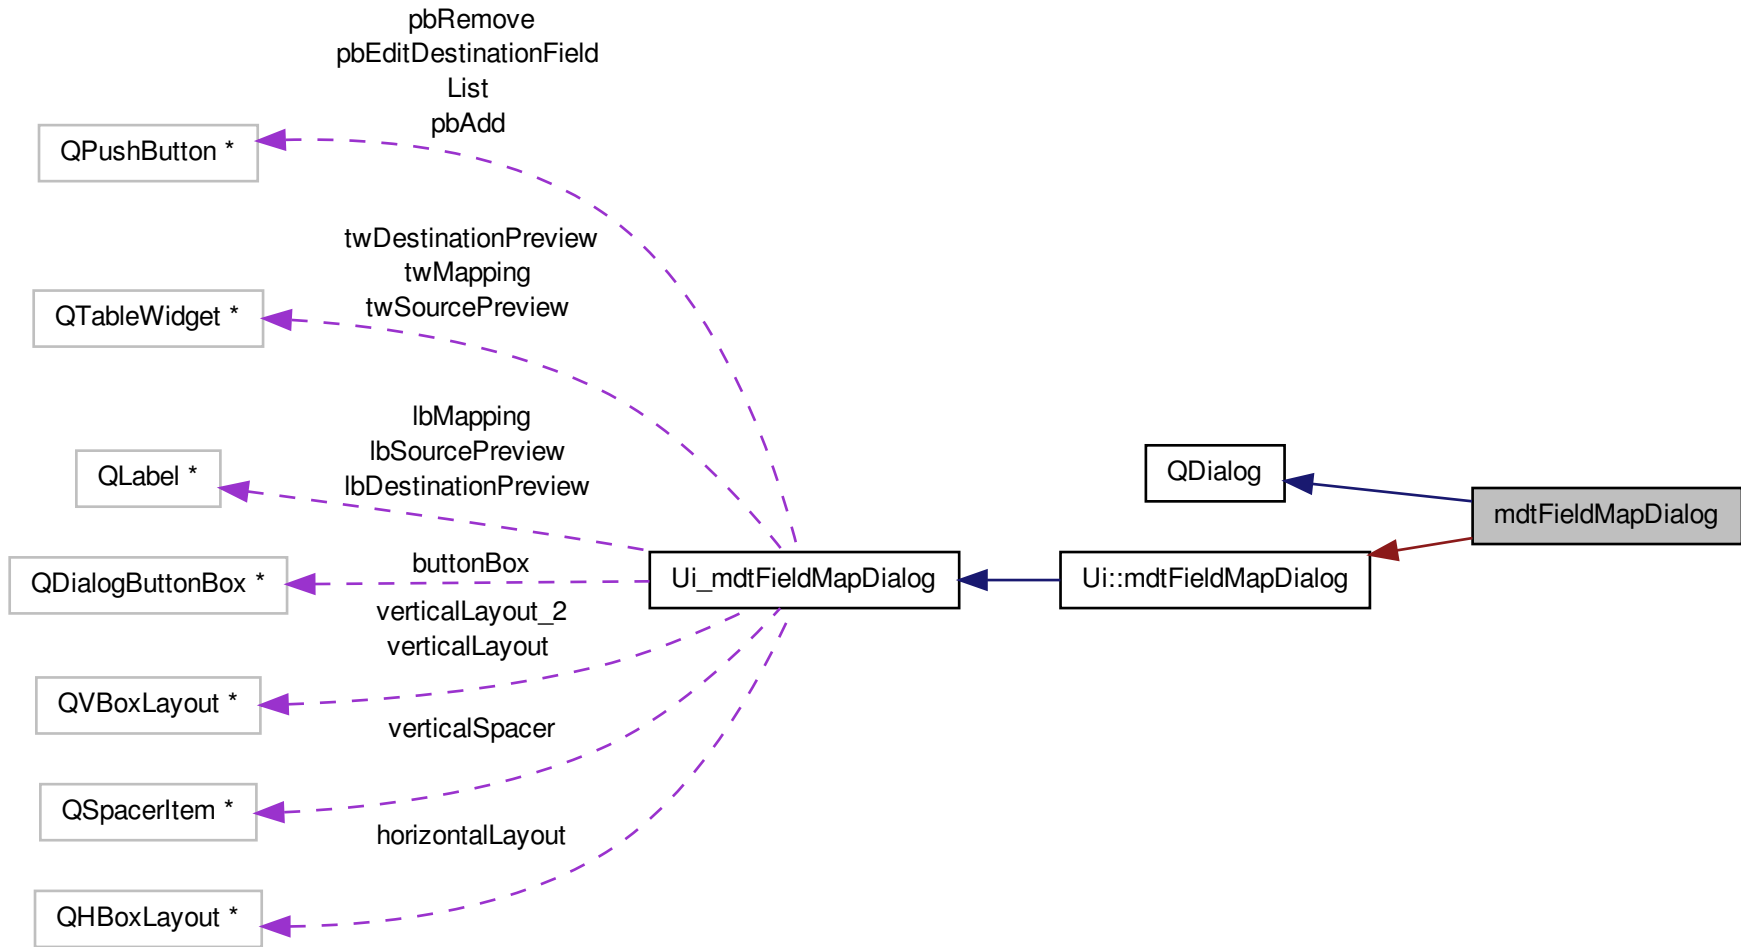 pbRemove
pbEditDestinationField
List
pbAdd
QPushButton *
twDestinationPreview
twMapping
twSourcePreview
QTableWidget *
lbMapping
lbSourcePreview
lbDestinationPreview
QLabel *
QDialog
mdtFieldMapDialog
buttonBox
QDialogButtonBox *
Ui_mdtFieldMapDialog
Ui::mdtFieldMapDialog
verticalLayout_2
verticalLayout
QVBoxLayout *
verticalSpacer
QSpacerItem *
horizontalLayout
QHBoxLayout *